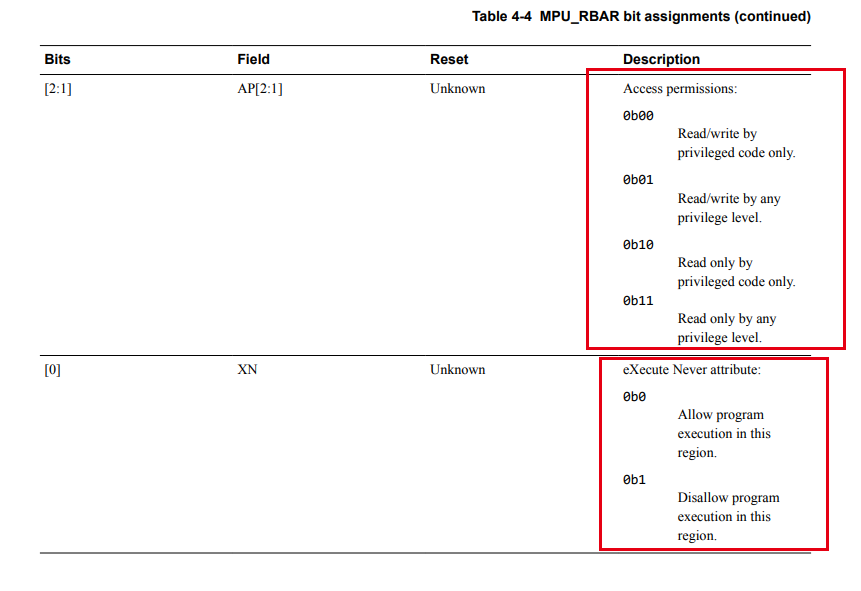 Table 4-4 MPU_RBAR bit assignments (continued)
Bits Field Reset Description
[2:1] AP[2:1] Unknown Access permissions:
0b00
Read/write by
privileged code only.
0b01
Read/write by any
privilege level.
0b10
Read only by
privileged code only.
0b11
Read only by any
privilege level.
[0] XN Unknown eXecute Never attribute:
0b0
Allow program
execution in this
region.
0b1
Disallow program
execution in this
region.